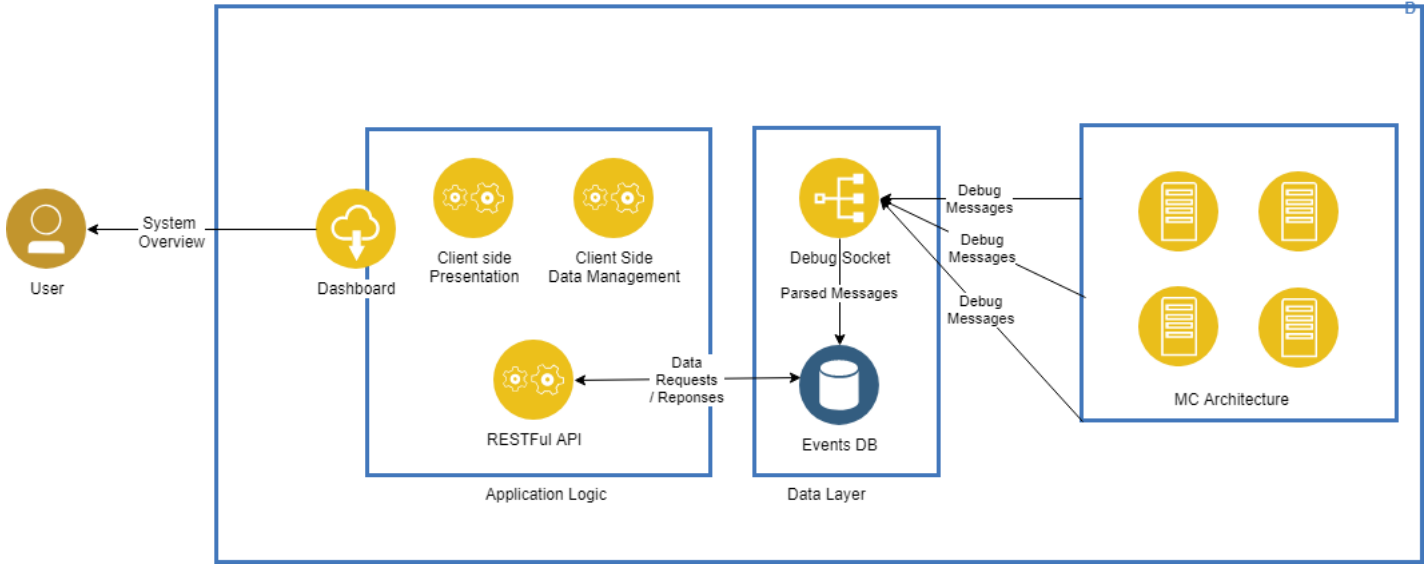 D
System
Overview
User
Dashboard
Client side
Presentation
Client Side
Data Management
RESTFul API
Application Logic
Data
Requests
/ Reponses
Debug Socket
Parsed Messages
Events DB
Data Layer
Debug
Messages
Debug
Messages
Debug
Messages
MC Architecture